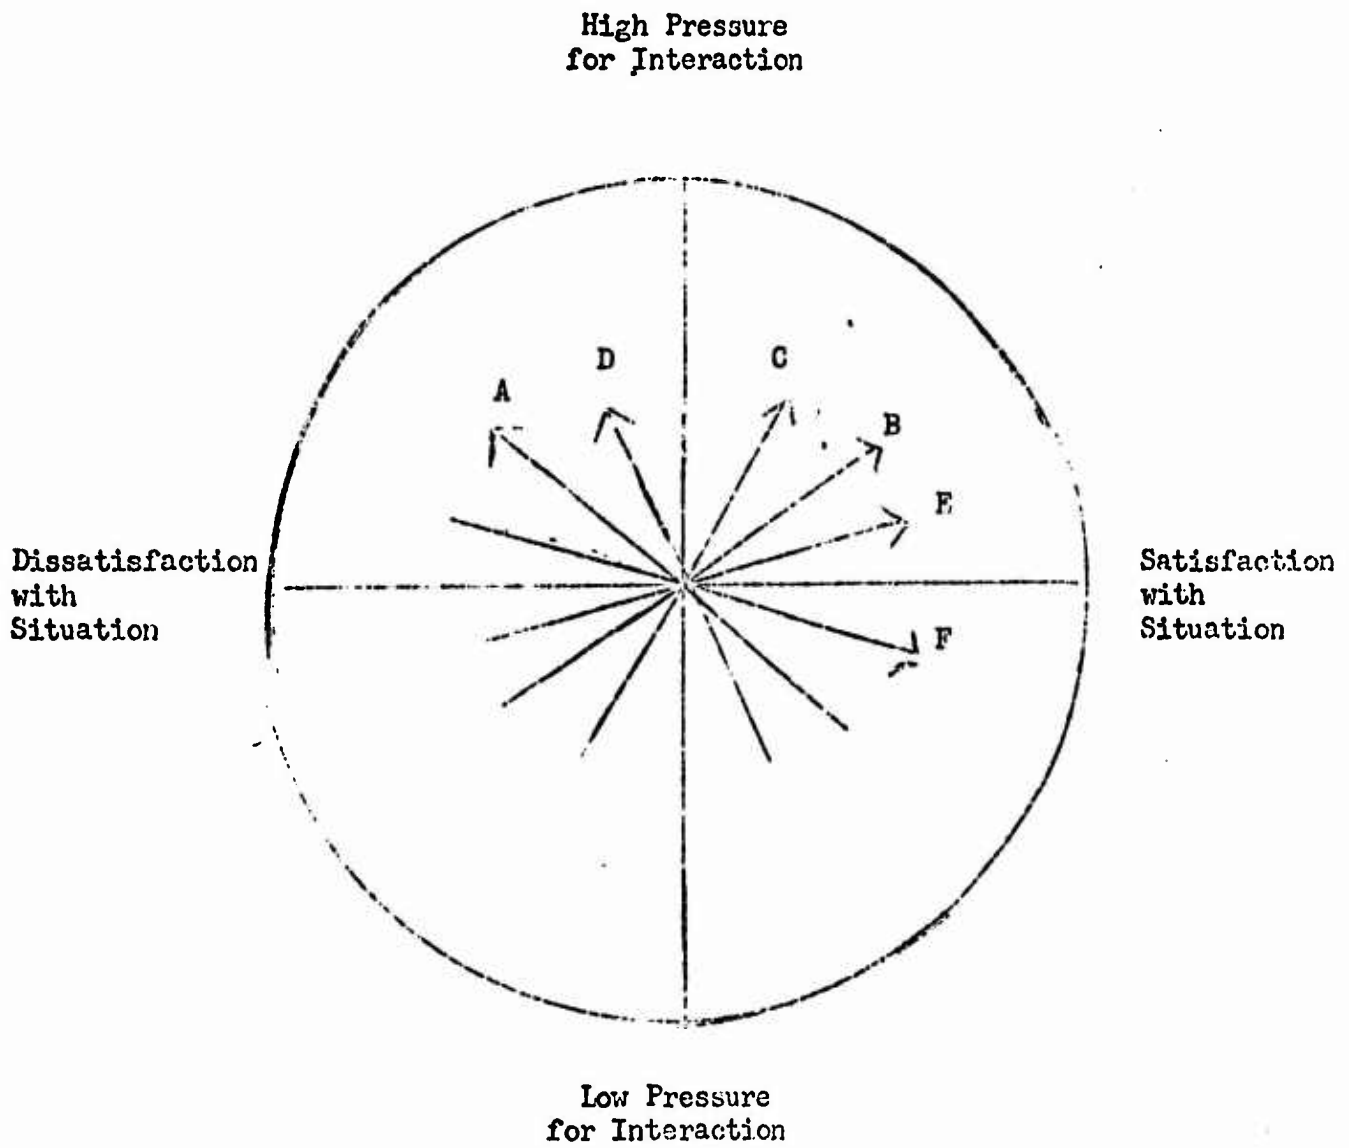 High Pressure
for Interaction
D
C
A
B
E
Dissatisfaction
with
Situation
Satisfaction
with
Situation
F
Low Pressure
for Interaction